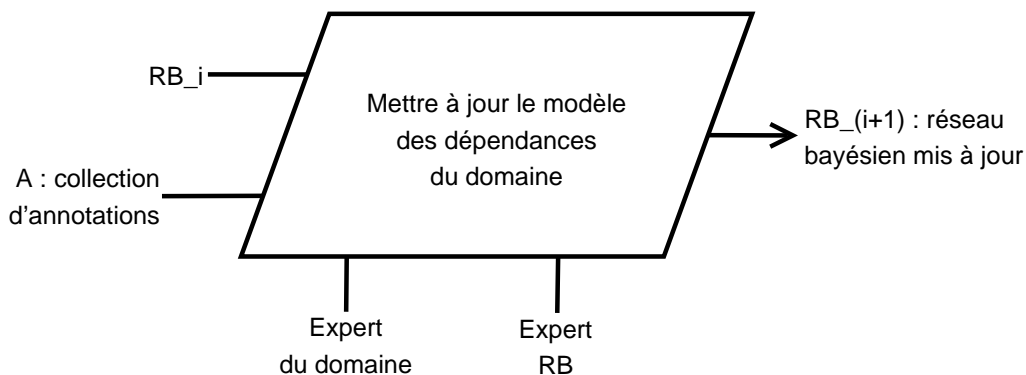 RB_i
Mettre à jour le modèle
des dépendances
du domaine
RB_(i+1) : réseau
bayésien mis à jour
A : collection
d’annotations
Expert
du domaine
Expert
RB